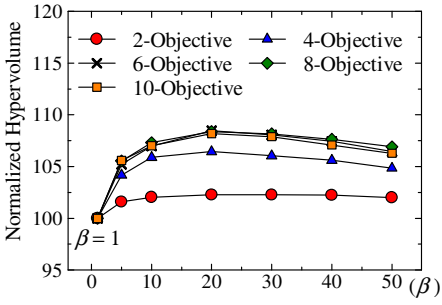 Normalized Hypervolume
120
115
110
105
100
95
2-Objective
4-Objective
6-Objective
8-Objective
10-Objective
β = 1
0 10 20 30 40 50 (β)